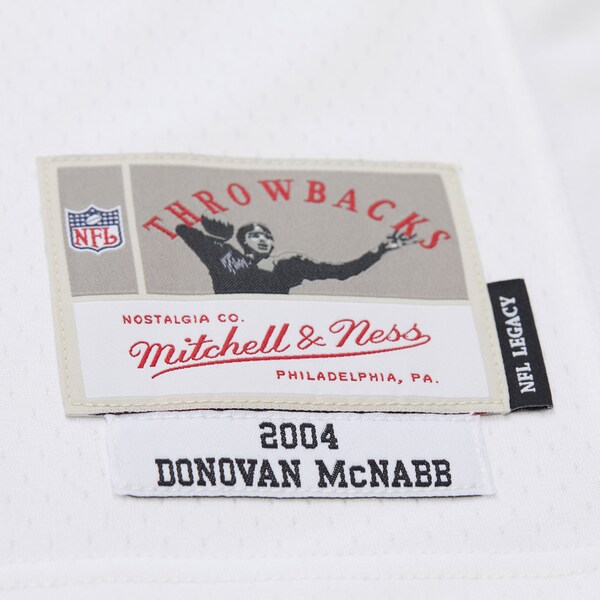 THROWBACKS
NFL
NOSTALGIA CO.
Mitchell & Ness
PHILADELPHIA, PA.
NFL LEGACY
2004
DONOVAN McNABB